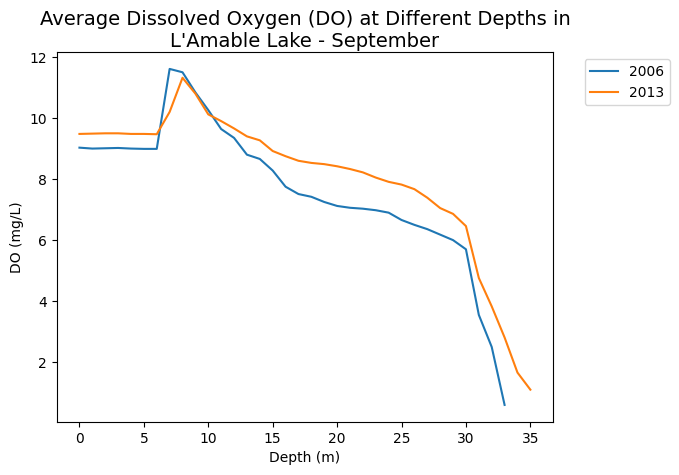 Average Dissolved Oxygen (DO) at Different Depths in
L'Amable Lake - September
2006
2013
12
10
8
6
4
2
DO (mg/L)
0 5 10 15 20 25 30 35
Depth (m)